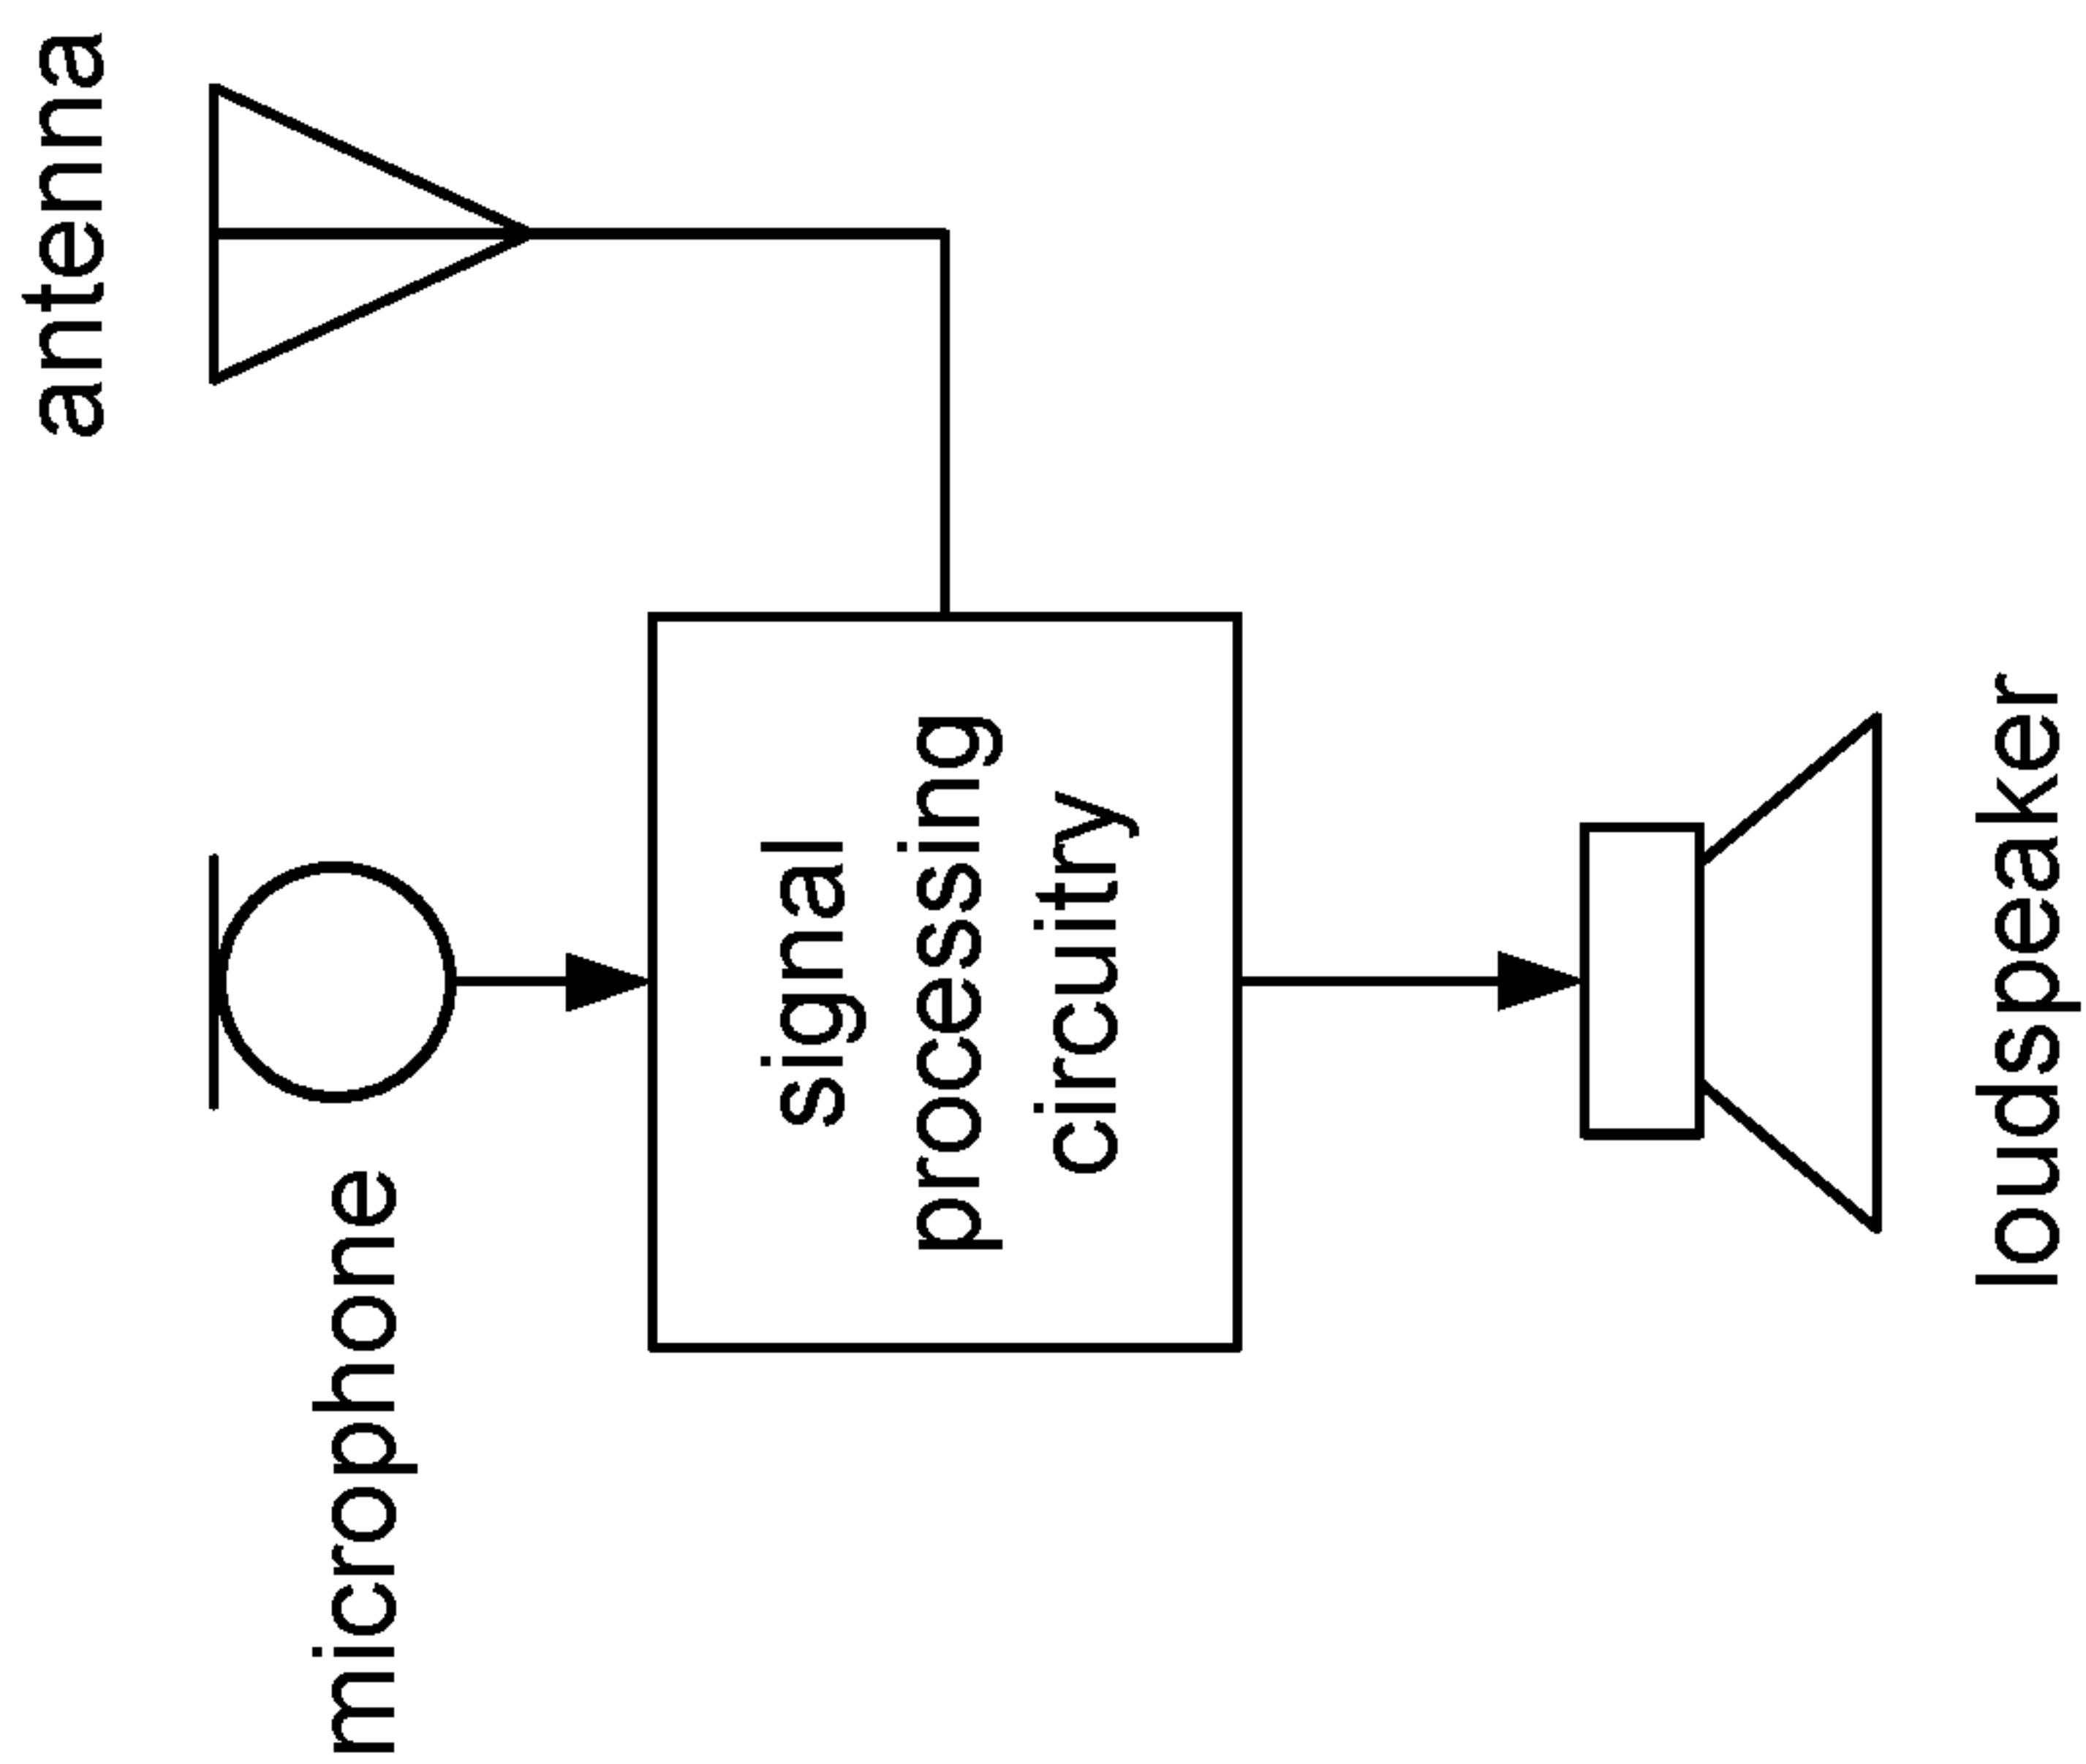 antenna
microphone
signal
processing
circuitry
loudspeaker